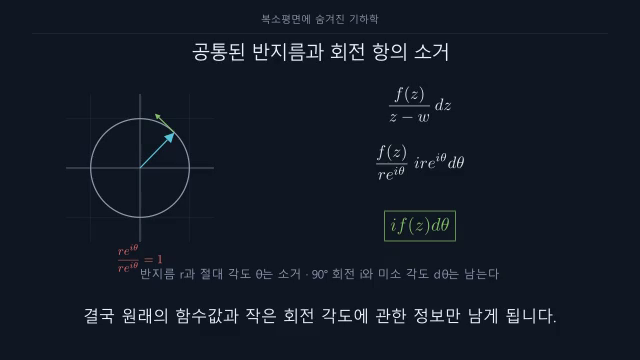 복소평면에 숨겨진 기하학
공통된 반지름과 회전 항의 소거
f(z)/(z − w) dz
f(z)/(re^{iθ}) ire^{iθ}dθ
if(z)dθ
re^{iθ}/re^{iθ} = 1
반지름 r과 절대 각도 θ는 소거 · 90° 회전 i와 미소 각도 dθ는 남는다
결국 원래의 함수값과 작은 회전 각도에 관한 정보만 남게 됩니다.